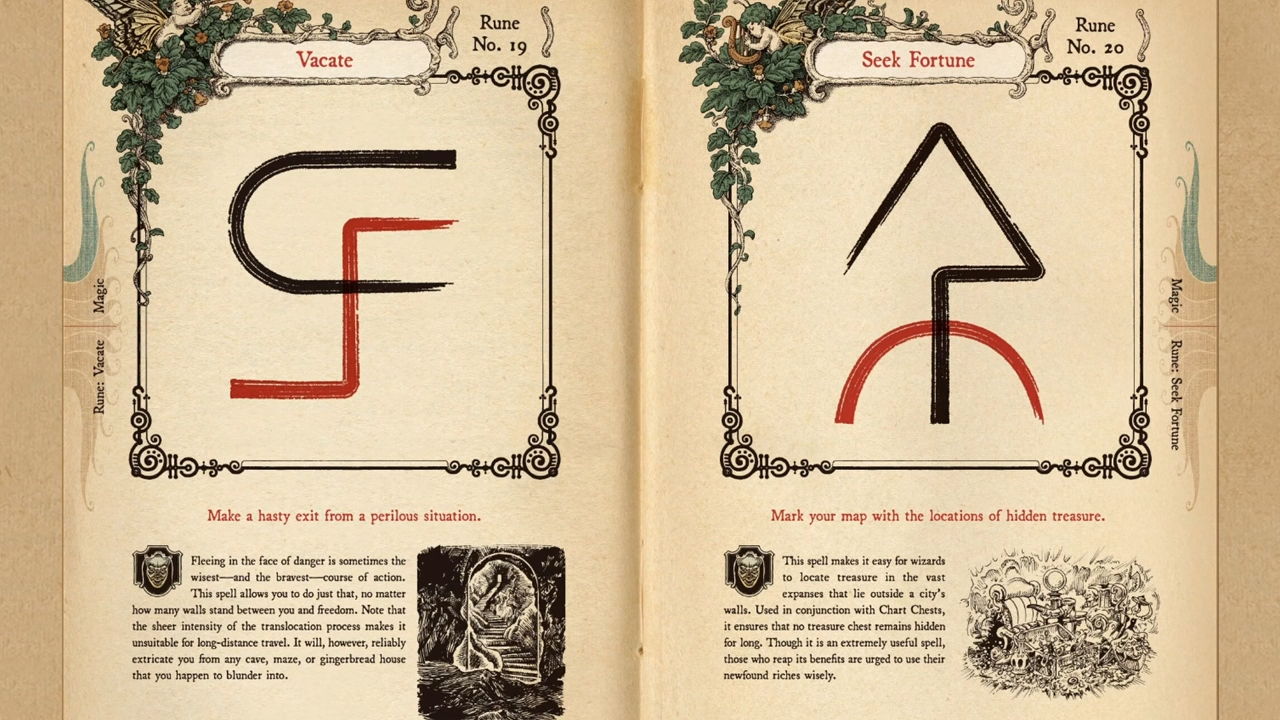 Vacate
Rune
No. 19
Magic
Rune: Vacate
Make a hasty exit from a perilous situation.
Fleeing in the face of danger is sometimes the
wisest—and the bravest—course of action.
This spell allows you to do just that, no matter
how many walls stand between you and freedom. Note that
the sheer intensity of the translocation process makes it
unsuitable for long-distance travel. It will, however, reliably
extricate you from any cave, maze, or gingerbread house
that you happen to blunder into.
Seek Fortune
Rune
No. 20
Magic
Rune: Seek Fortune
Mark your map with the locations of hidden treasure.
This spell makes it easy for wizards
to locate treasure in the vast
expanses that lie outside a city's
walls. Used in conjunction with Chart Chests,
it ensures that no treasure chest remains hidden
for long. Though it is an extremely useful spell,
those who reap its benefits are urged to use their
newfound riches wisely.